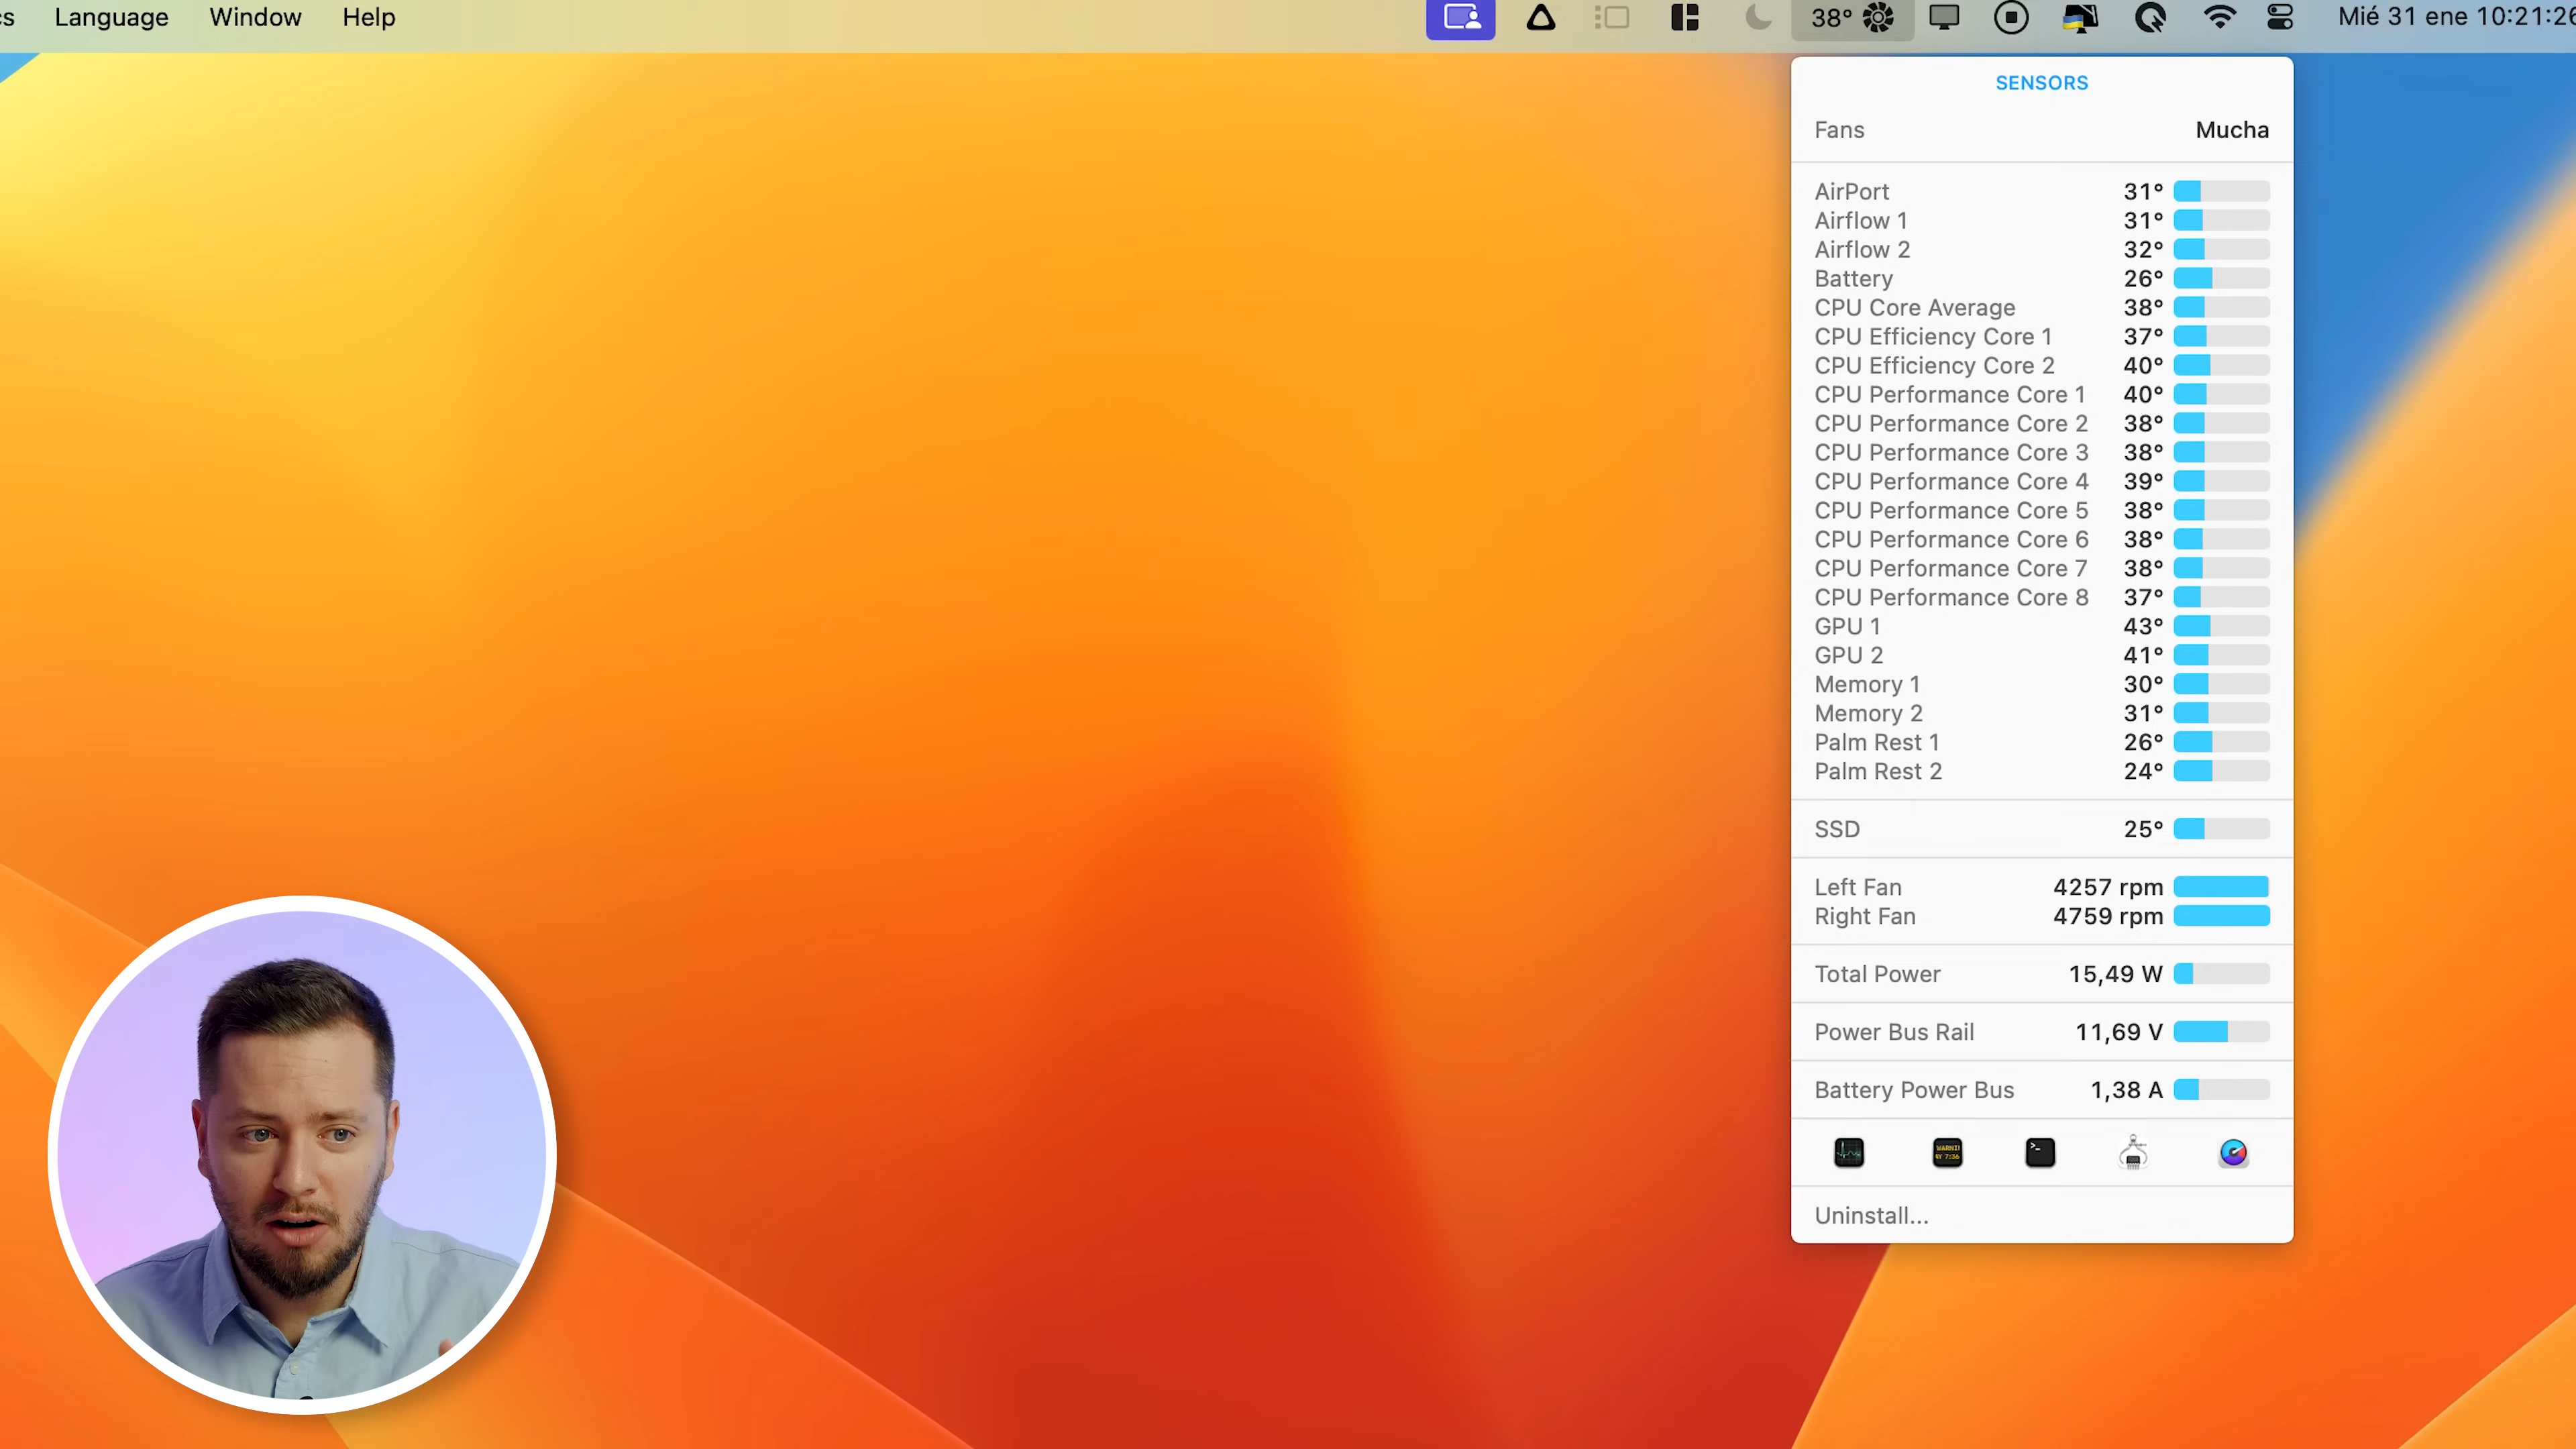 Language Window Help 38° Mié 31 ene 10:21:26
SENSORS
Fans Mucha
AirPort 31°
Airflow 1 31°
Airflow 2 32°
Battery 26°
CPU Core Average 38°
CPU Efficiency Core 1 37°
CPU Efficiency Core 2 40°
CPU Performance Core 1 40°
CPU Performance Core 2 38°
CPU Performance Core 3 38°
CPU Performance Core 4 39°
CPU Performance Core 5 38°
CPU Performance Core 6 38°
CPU Performance Core 7 38°
CPU Performance Core 8 37°
GPU 1 43°
GPU 2 41°
Memory 1 30°
Memory 2 31°
Palm Rest 1 26°
Palm Rest 2 24°
SSD 25°
Left Fan 4257 rpm
Right Fan 4759 rpm
Total Power 15,49 W
Power Bus Rail 11,69 V
Battery Power Bus 1,38 A
Uninstall...